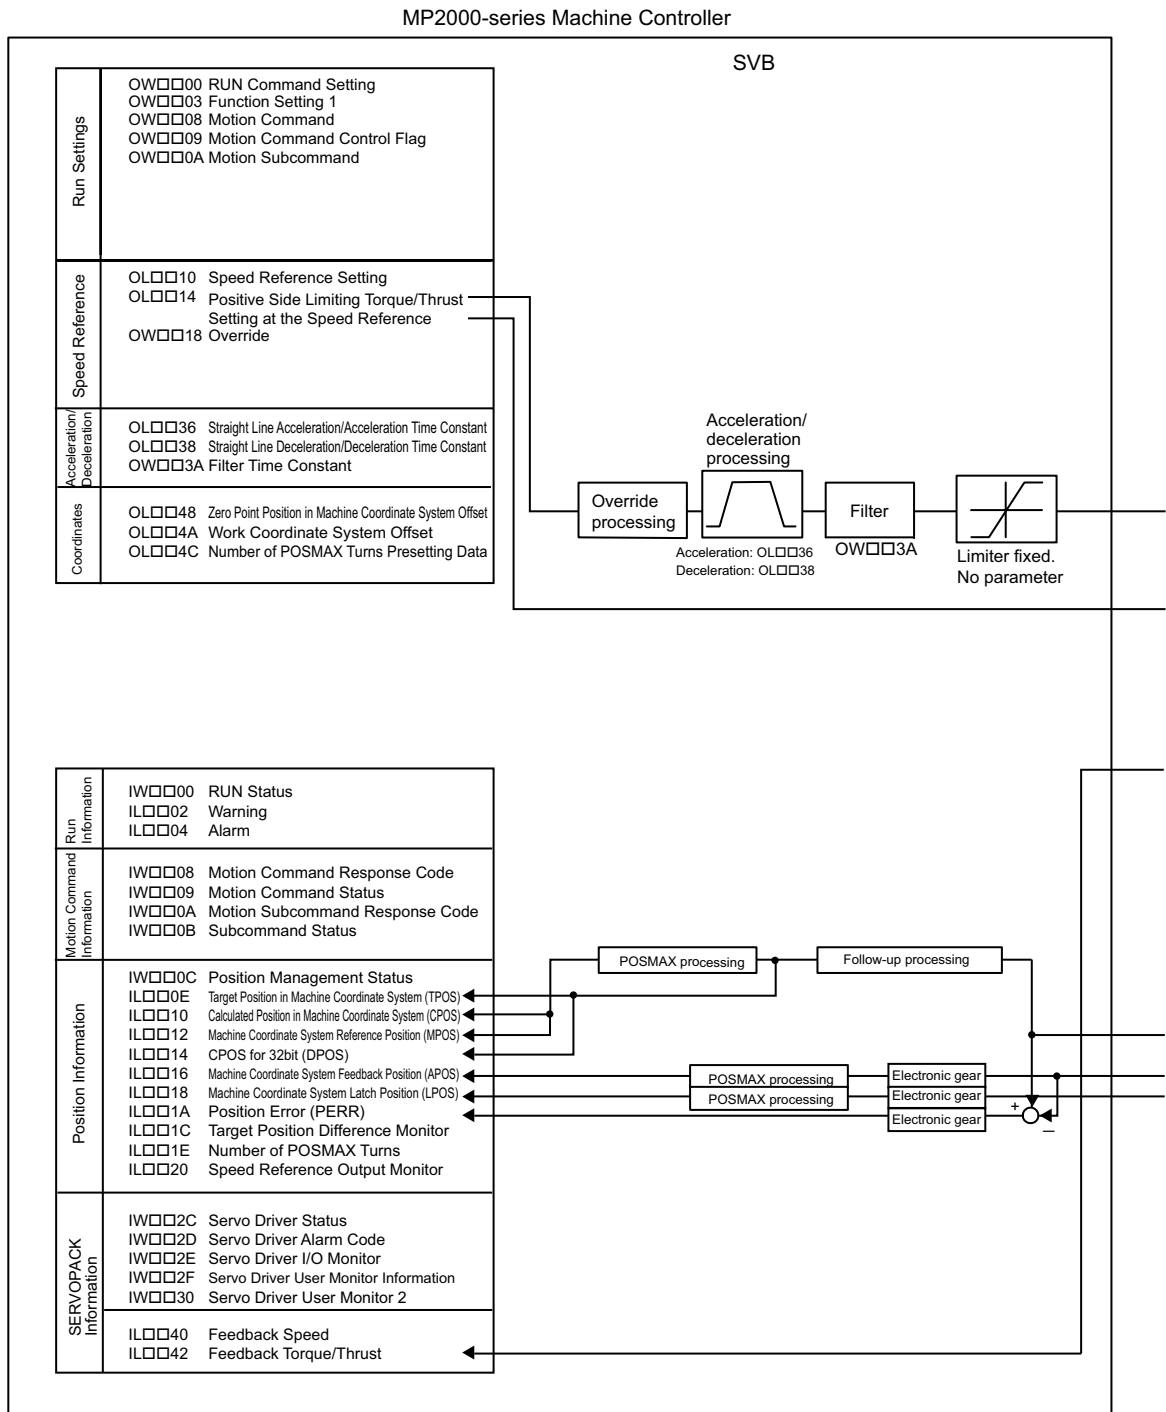 MP2000-series Machine Controller
SVB
Run Settings
OW□□00 RUN Command Setting
OW□□03 Function Setting 1
OW□□08 Motion Command
OW□□09 Motion Command Control Flag
OW□□0A Motion Subcommand
Speed Reference
OL□□10 Speed Reference Setting
OL□□14 Positive Side Limiting Torque/Thrust
Setting at the Speed Reference
OW□□18 Override
Acceleration/
Deceleration
OL□□36 Straight Line Acceleration/Acceleration Time Constant
OL□□38 Straight Line Deceleration/Deceleration Time Constant
OW□□3A Filter Time Constant
Coordinates
OL□□48 Zero Point Position in Machine Coordinate System Offset
OL□□4A Work Coordinate System Offset
OL□□4C Number of POSMAX Turns Presetting Data
Override
processing
Acceleration/
deceleration
processing
Acceleration: OL□□36
Deceleration: OL□□38
Filter
OW□□3A
Limiter fixed.
No parameter
Run
Information
IW□□00 RUN Status
IL□□02 Warning
IL□□04 Alarm
Motion Command
Information
IW□□08 Motion Command Response Code
IW□□09 Motion Command Status
IW□□0A Motion Subcommand Response Code
IW□□0B Subcommand Status
Position Information
IW□□0C Position Management Status
IL□□0E Target Position in Machine Coordinate System (TPOS)
IL□□10 Calculated Position in Machine Coordinate System (CPOS)
IL□□12 Machine Coordinate System Reference Position (MPOS)
IL□□14 CPOS for 32bit (DPOS)
IL□□16 Machine Coordinate System Feedback Position (APOS)
IL□□18 Machine Coordinate System Latch Position (LPOS)
IL□□1A Position Error (PERR)
IL□□1C Target Position Difference Monitor
IL□□1E Number of POSMAX Turns
IL□□20 Speed Reference Output Monitor
POSMAX processing
Follow-up processing
POSMAX processing
Electronic gear
POSMAX processing
Electronic gear
Electronic gear
+
−
SERVOPACK
Information
IW□□2C Servo Driver Status
IW□□2D Servo Driver Alarm Code
IW□□2E Servo Driver I/O Monitor
IW□□2F Servo Driver User Monitor Information
IW□□30 Servo Driver User Monitor 2
IL□□40 Feedback Speed
IL□□42 Feedback Torque/Thrust